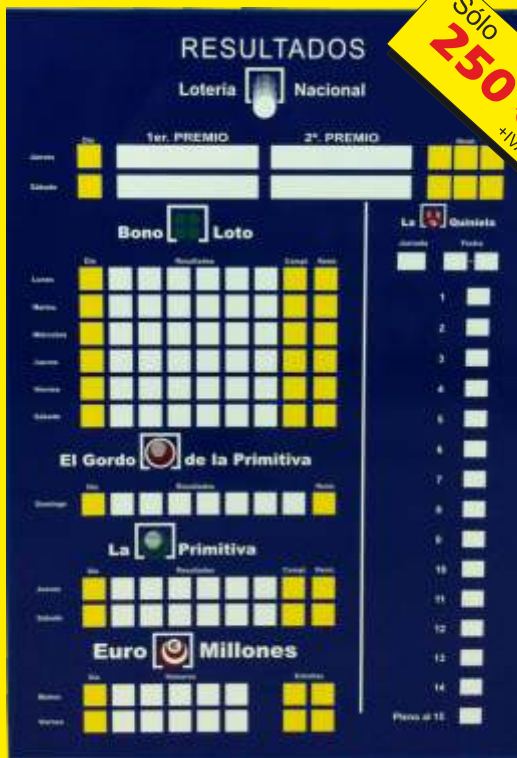 Sólo
250
+IVA
RESULTADOS
Loteria Nacional
Día 1er. PREMIO 2º. PREMIO
Jueves
Sábado
La Quiniela
Jornada Fecha
Bono Loto
Día Resultados Compl. Reint.
Lunes
Martes
Miércoles
Jueves
Viernes
Sábado
El Gordo de la Primitiva
Día Resultados Reint.
Domingo
La Primitiva
Día Resultados Compl. Reint.
Jueves
Sábado
Euro Millones
Día Números Estrellas
Martes
Viernes
1
2
3
4
5
6
7
8
9
10
11
12
13
14
Pleno al 15